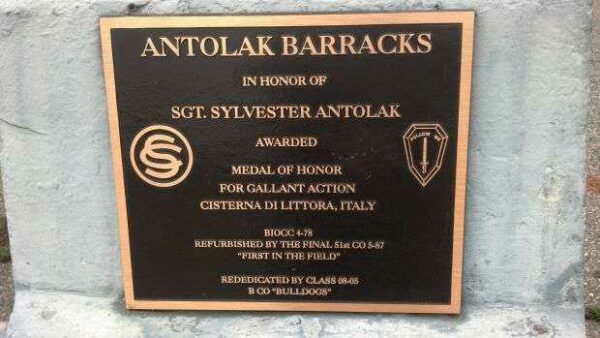 ANTOLAK BARRACKS
IN HONOR OF
SGT. SYLVESTER ANTOLAK
AWARDED
MEDAL OF HONOR
FOR GALLANT ACTION
CISTERNA DI LITTORA, ITALY
FOLLOW ME
BIOCC 4-78
REFURBISHED BY THE FINAL 51st CO 5-87
"FIRST IN THE FIELD"
REDEDICATED BY CLASS 08-05
B CO "BULLDOGS"